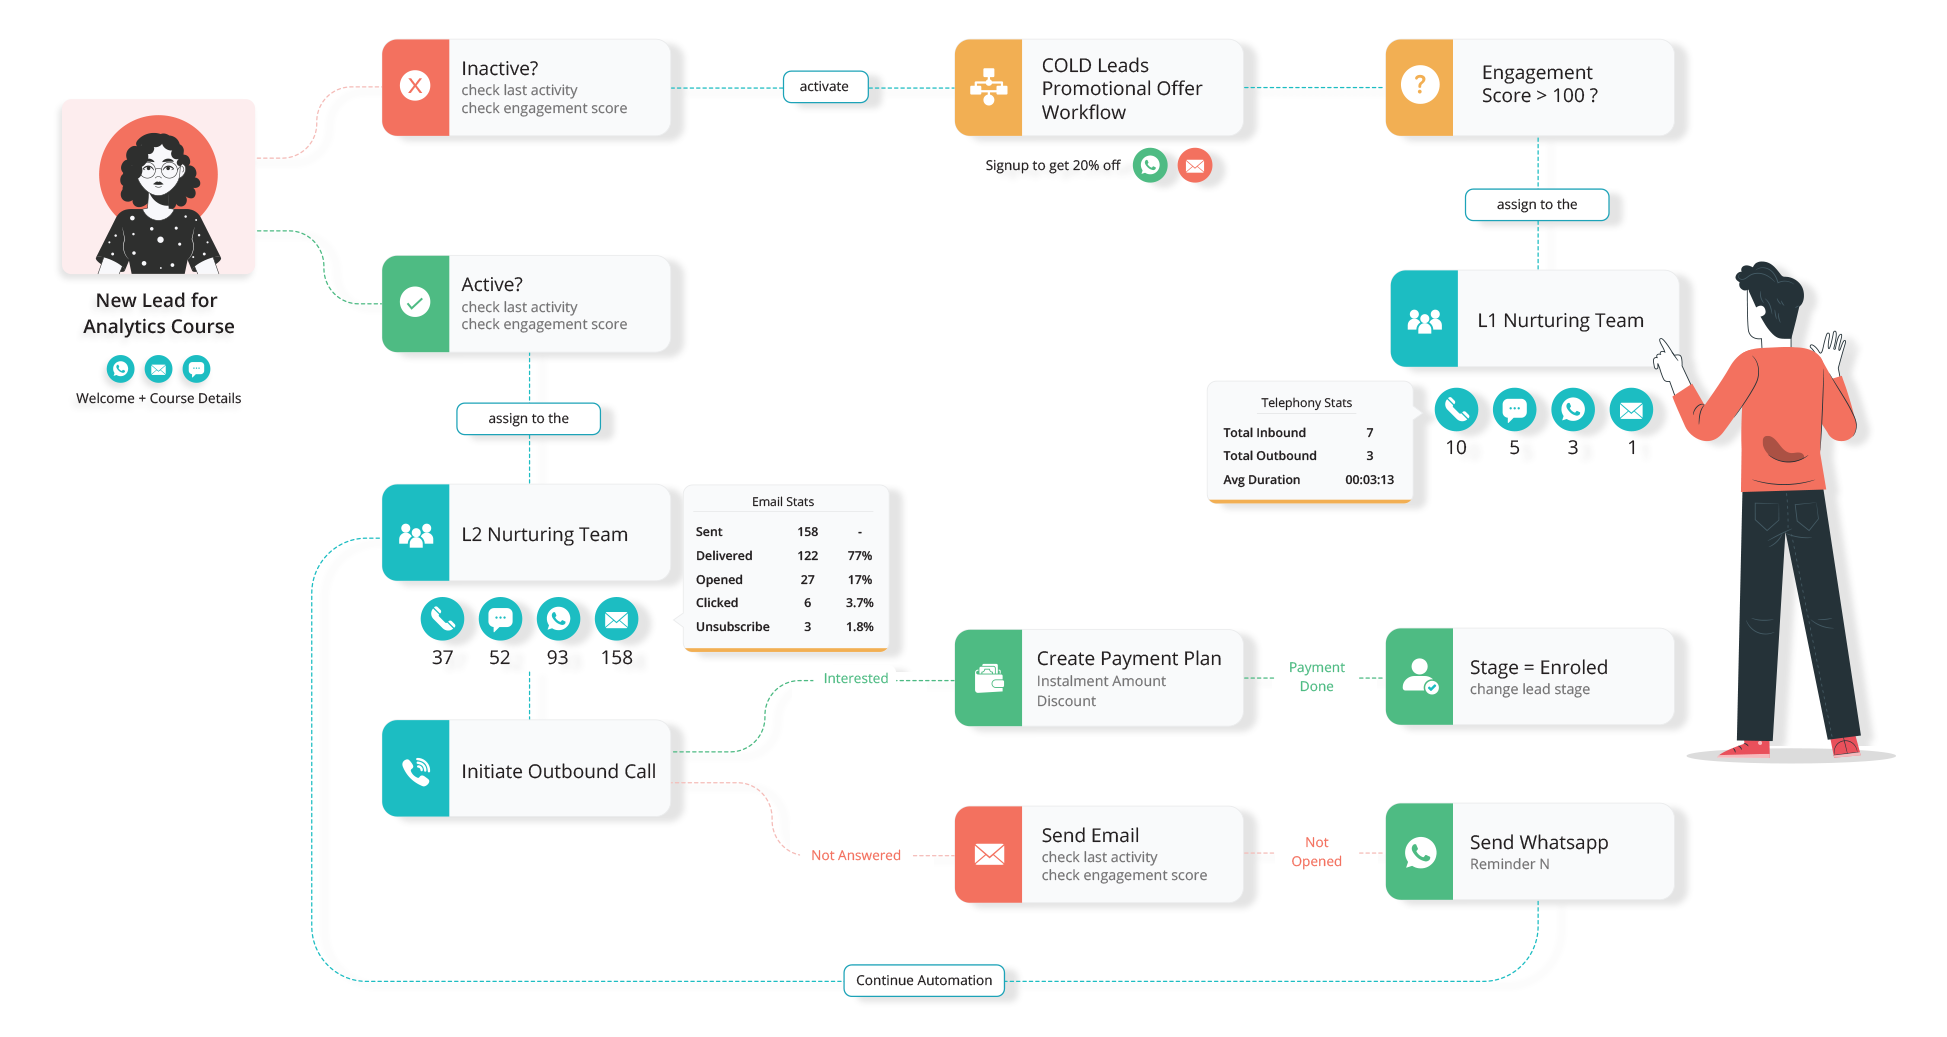 New Lead for
Analytics Course
Welcome + Course Details
Inactive?
check last activity
check engagement score
activate
COLD Leads
Promotional Offer
Workflow
Signup to get 20% off
?
Engagement
Score > 100 ?
assign to the
L1 Nurturing Team
10 5 3 1
Telephony Stats
Total Inbound 7
Total Outbound 3
Avg Duration 00:03:13
Active?
check last activity
check engagement score
assign to the
L2 Nurturing Team
37 52 93 158
Email Stats
Sent 158 -
Delivered 122 77%
Opened 27 17%
Clicked 6 3.7%
Unsubscribe 3 1.8%
Initiate Outbound Call
Interested
Create Payment Plan
Instalment Amount
Discount
Payment
Done
Stage = Enroled
change lead stage
Not Answered
Send Email
check last activity
check engagement score
Not
Opened
Send Whatsapp
Reminder N
Continue Automation